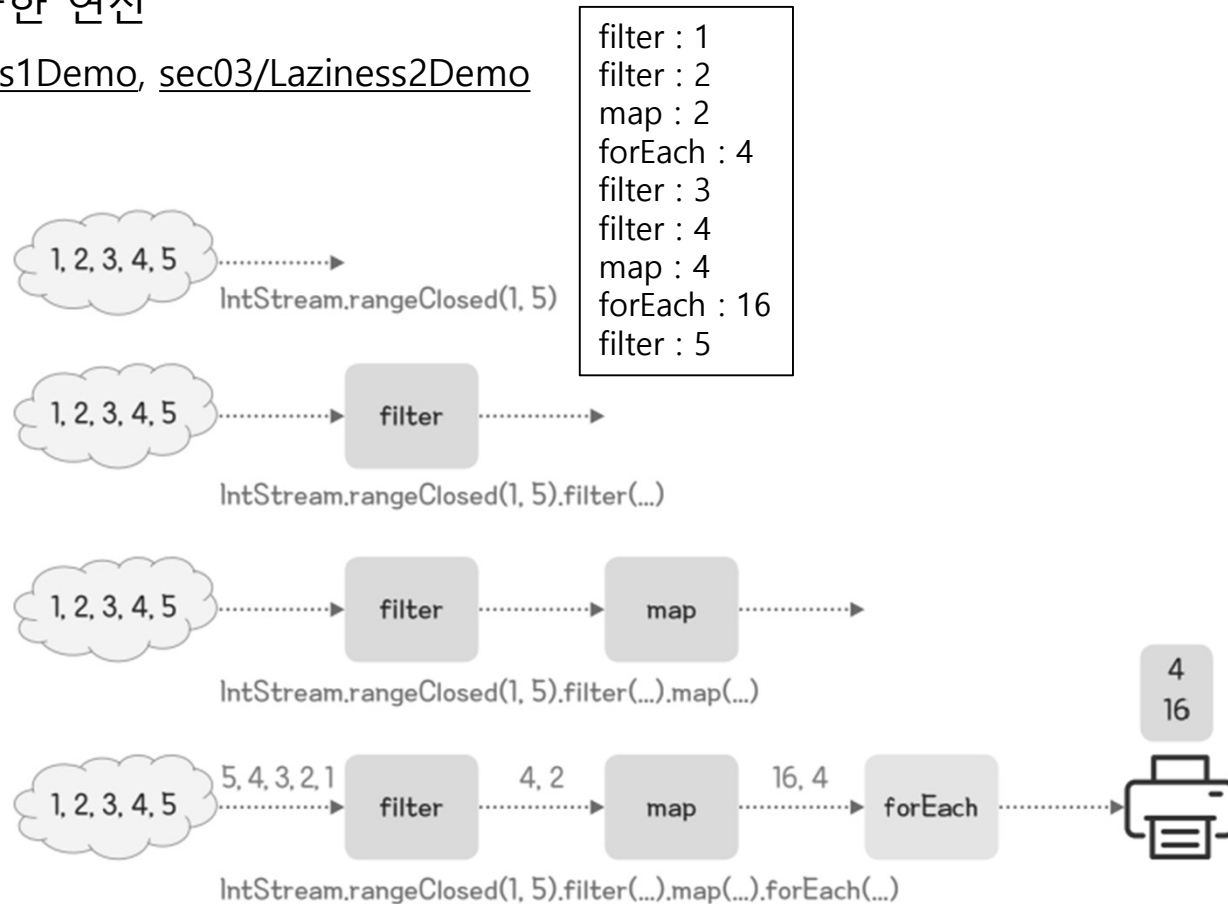 연산
s1Demo, sec03/Laziness2Demo
filter : 1
filter : 2
map : 2
forEach : 4
filter : 3
filter : 4
map : 4
forEach : 16
filter : 5
1, 2, 3, 4, 5
IntStream.rangeClosed(1, 5)
1, 2, 3, 4, 5
filter
IntStream.rangeClosed(1, 5).filter(...)
1, 2, 3, 4, 5
filter
map
IntStream.rangeClosed(1, 5).filter(...).map(...)
4
16
1, 2, 3, 4, 5
5, 4, 3, 2, 1
filter
4, 2
map
16, 4
forEach
IntStream.rangeClosed(1, 5).filter(...).map(...).forEach(...)